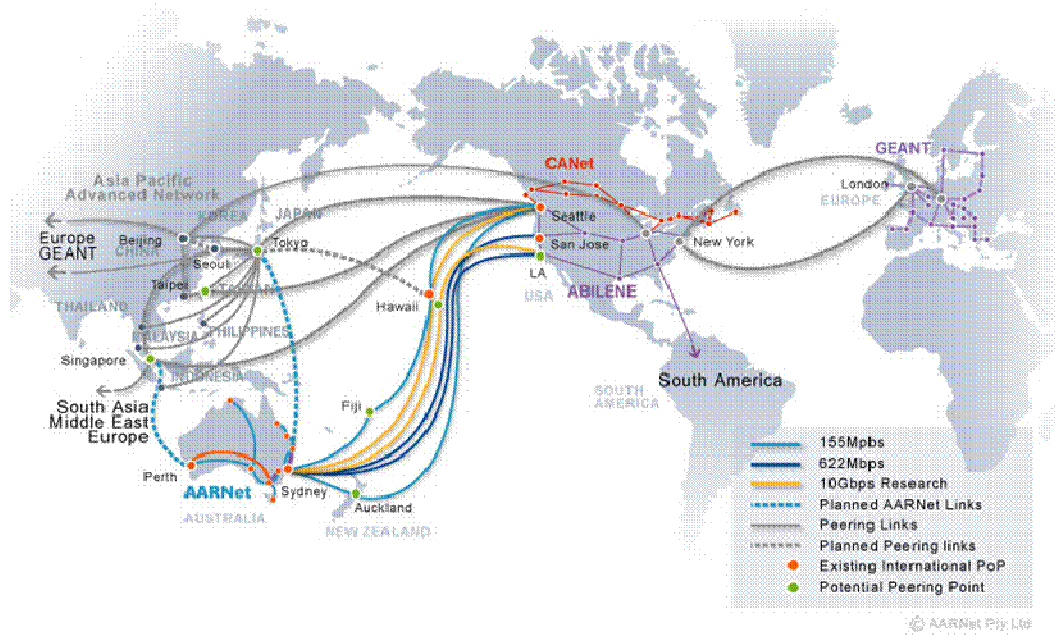 CANet
GEANT
London
EUROPE
Asia Pacific
Advanced Network
KOREA
JAPAN
Seattle
Europe
GEANT
Beijing
CHINA
Tokyo
San Jose
New York
Seoul
LA
Taipei
TAIWAN
USA
ABILENE
THAILAND
Hawaii
MALAYSIA
PHILIPPINES
Singapore
INDONESIA
South America
SOUTH
AMERICA
South Asia
Middle East
Europe
Fiji
Perth
AARNet
Sydney
AUSTRALIA
Auckland
NEW ZEALAND
155Mpbs
622Mbps
10Gbps Research
Planned AARNet Links
Peering Links
Planned Peering links
Existing International PoP
Potential Peering Point
© AARNet Pty Ltd